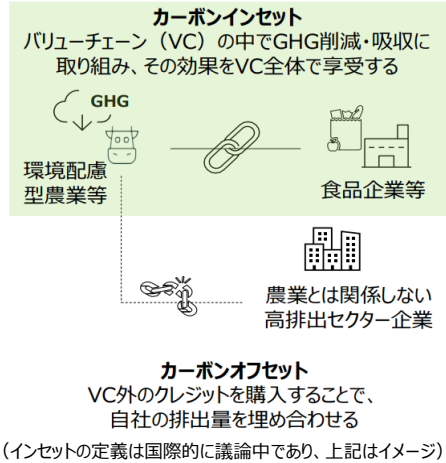 カーボンインセット
バリューチェーン（VC）の中でGHG削減・吸収に
取り組み、その効果をVC全体で享受する
GHG
環境配慮
型農業等
食品企業等
農業とは関係しない
高排出セクター企業
カーボンオフセット
VC外のクレジットを購入することで、
自社の排出量を埋め合わせる
（インセットの定義は国際的に議論中であり、上記はイメージ）